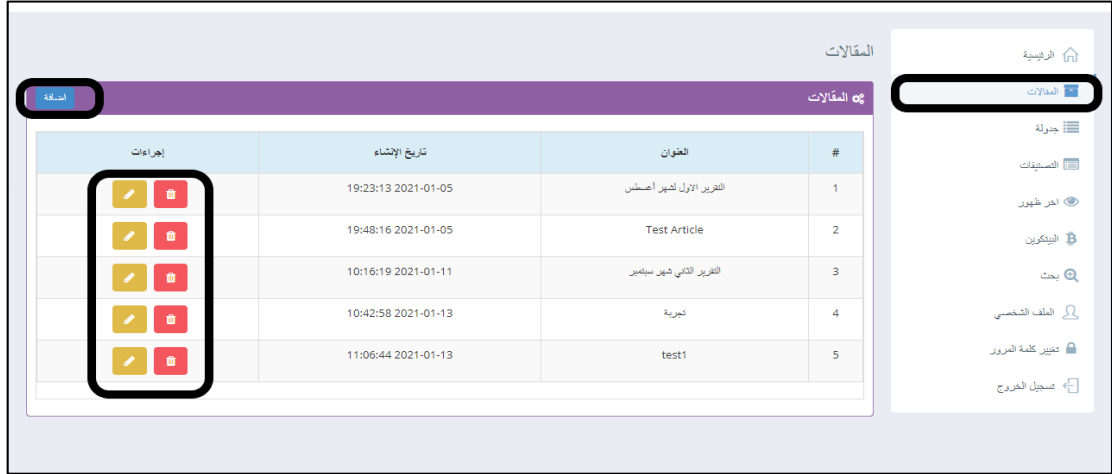 المقالات
المقالات
اضافة
# العنوان تاريخ الإنشاء إجراءات
1 التقرير الاول لشهر أغسطس 19:23:13 2021-01-05
2 Test Article 19:48:16 2021-01-05
3 التقرير الثاني شهر سبتمبر 10:16:19 2021-01-11
4 تجربة 10:42:58 2021-01-13
5 test1 11:06:44 2021-01-13
الرئيسية
المقالات
جدولة
التصنيفات
اخر ظهور
البيتكوين
بحث
الملف الشخصي
تغيير كلمة المرور
تسجيل الخروج